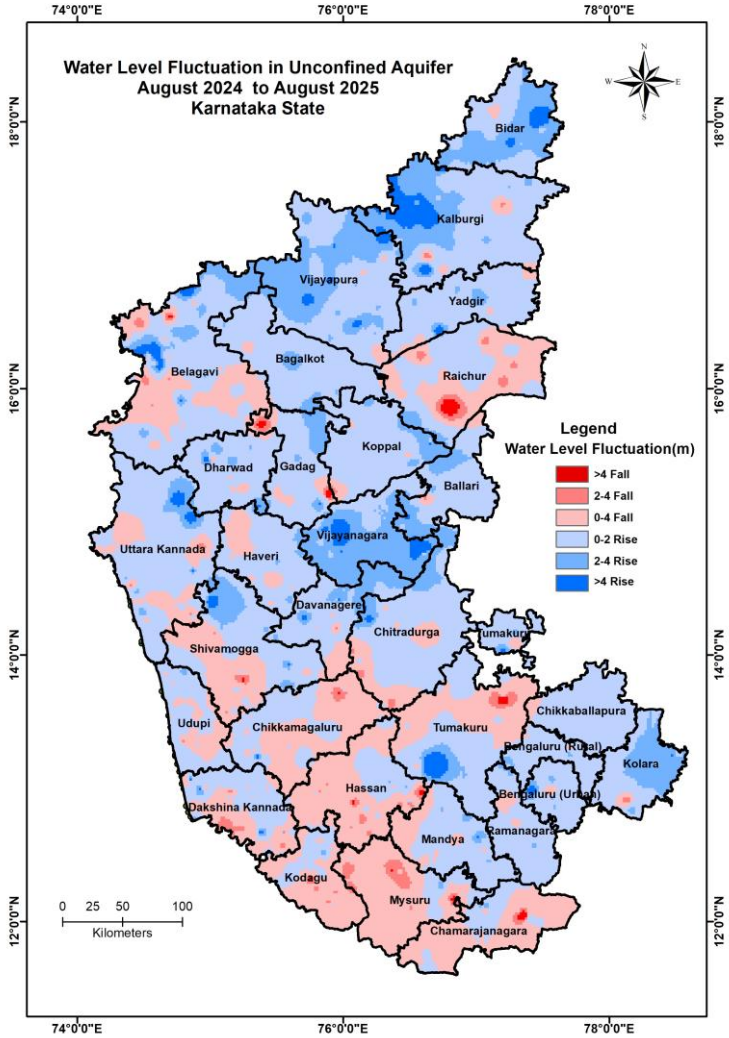 74°0'0"E 76°0'0"E 78°0'0"E
Water Level Fluctuation in Unconfined Aquifer
August 2024 to August 2025
Karnataka State
N
W E
S
18°0'0"N 18°0'0"N
Bidar
Kalburgi
Vijayapura
Yadgir
Bagalkot
Raichur
Belagavi
16°0'0"N 16°0'0"N
Legend
Water Level Fluctuation(m)
>4 Fall
2-4 Fall
0-4 Fall
0-2 Rise
2-4 Rise
>4 Rise
Koppal
Dharwad
Gadag
Ballari
Vijayanagara
Uttara Kannada
Haveri
Davanagere
Chitradurga
Tumakuru
Shivamogga
14°0'0"N 14°0'0"N
Udupi
Chikkamagaluru
Tumakuru
Chikkaballapura
Bengaluru (Rural)
Kolara
Hassan
Bengaluru (Urban)
Dakshina Kannada
Mandya
Ramanagara
Kodagu
Mysuru
Chamarajanagara
0 25 50 100
Kilometers
12°0'0"N 12°0'0"N
74°0'0"E 76°0'0"E 78°0'0"E